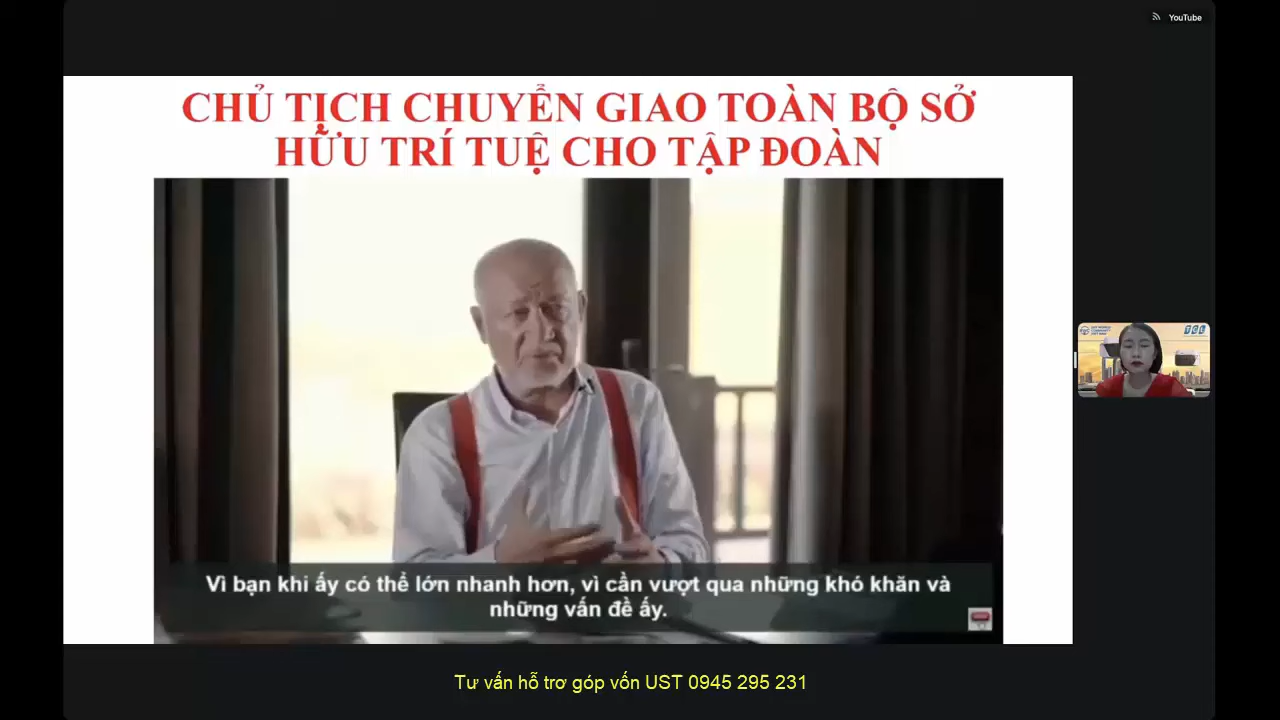 YouTube
CHỦ TỊCH CHUYỂN GIAO TOÀN BỘ SỞ
HỮU TRÍ TUỆ CHO TẬP ĐOÀN
Vì bạn khi ấy có thể lớn nhanh hơn, vì cần vượt qua những khó khăn và
những vấn đề ấy.
TGL
Tư vấn hỗ trơ góp vốn UST 0945 295 231